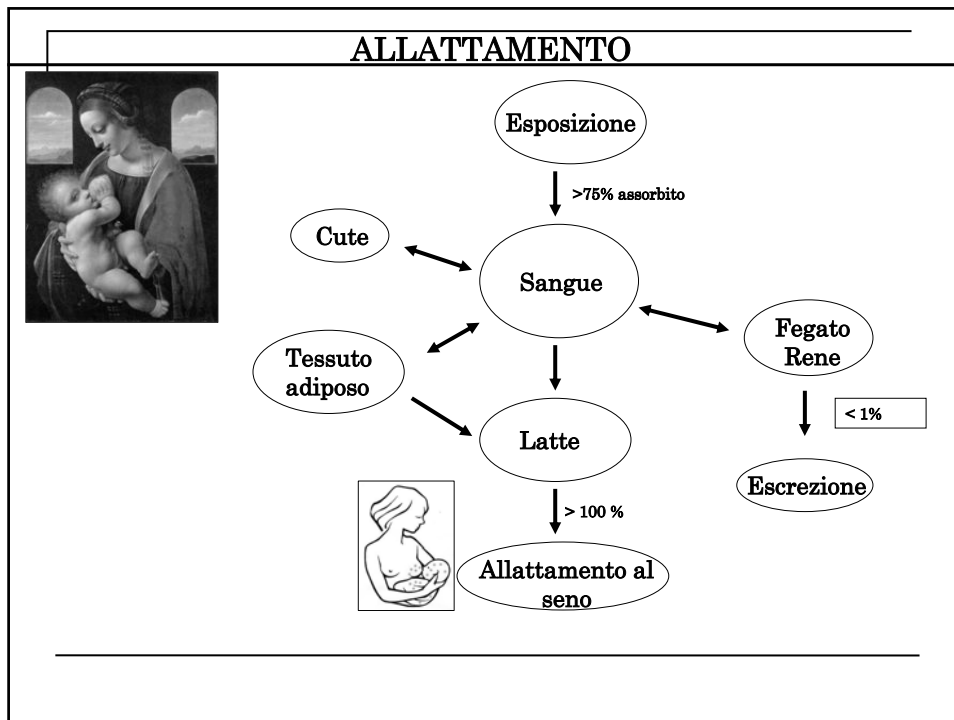 ALLATTAMENTO
Esposizione
>75% assorbito
Cute
Sangue
Fegato
Rene
Tessuto
adiposo
< 1%
Latte
Escrezione
> 100 %
Allattamento al
seno